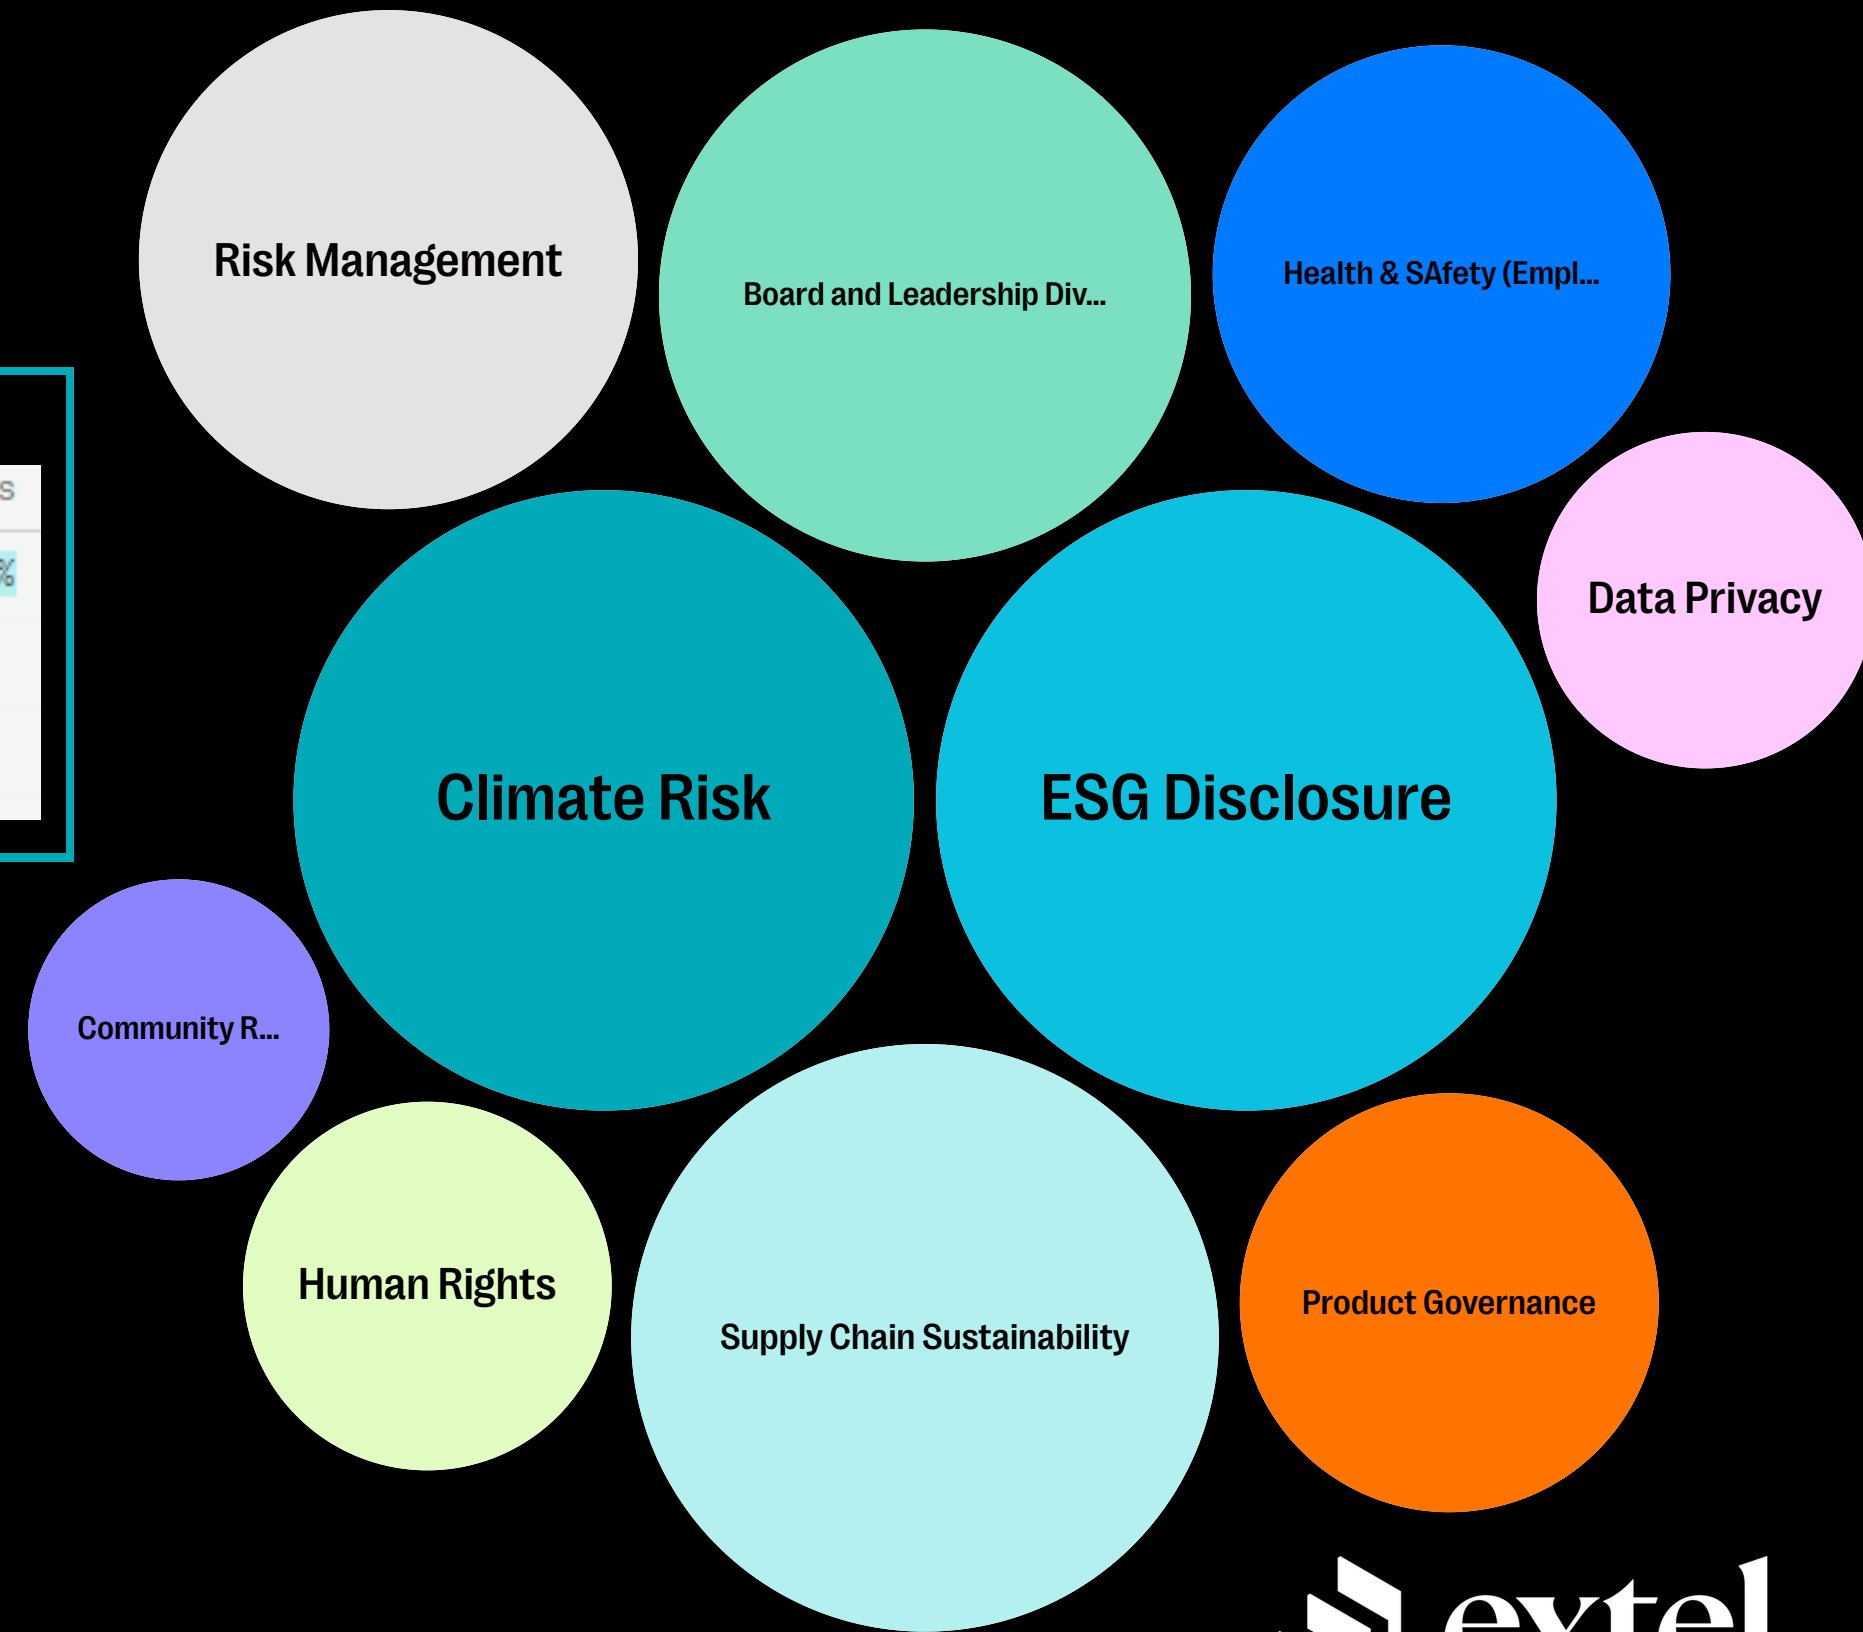 Risk Management
Board and Leadership Div...
Health & SAfety (Empl...
S
%
Data Privacy
Climate Risk
ESG Disclosure
Community R...
Human Rights
Supply Chain Sustainability
Product Governance
extel